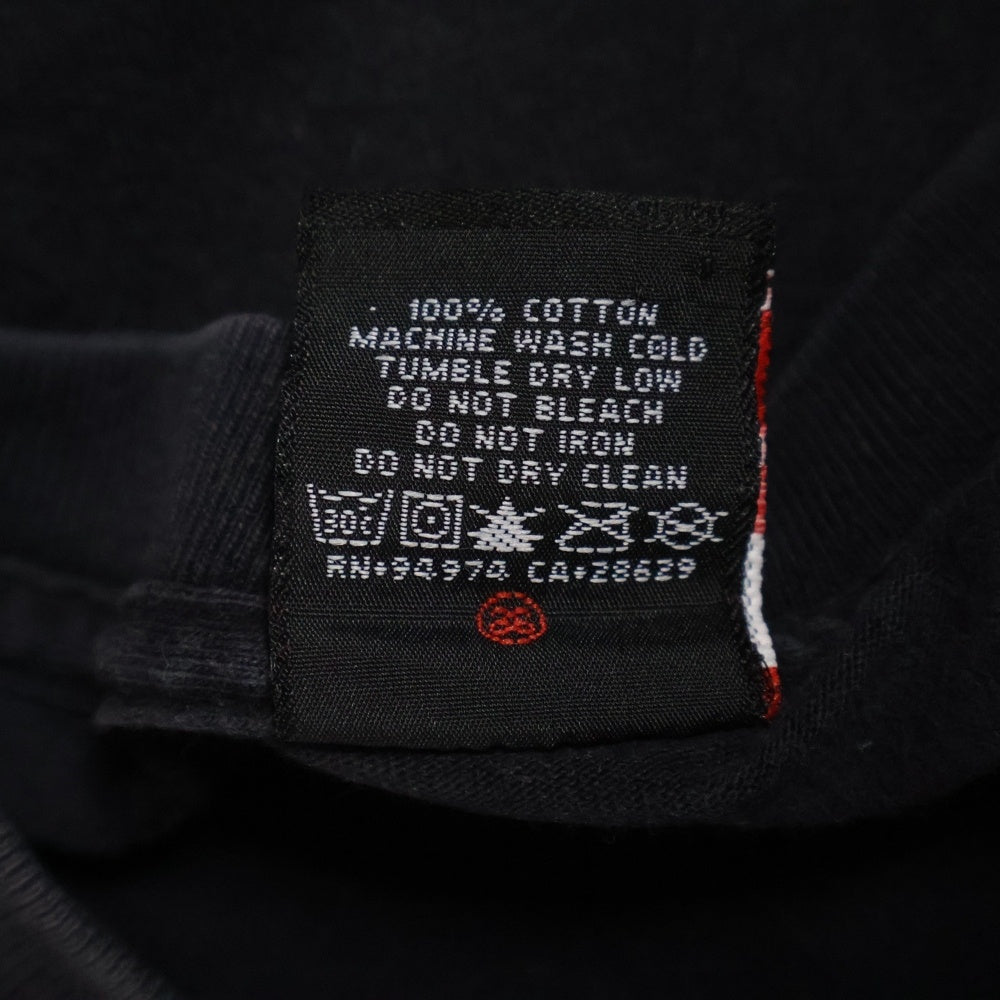 100% COTTON
MACHINE WASH COLD
TUMBLE DRY LOW
DO NOT BLEACH
DO NOT IRON
DO NOT DRY CLEAN
30c
RN•94974 CA•28629